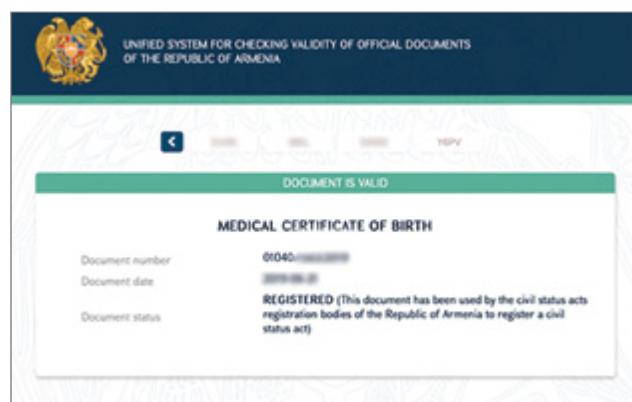 UNIFIED SYSTEM FOR CHECKING VALIDITY OF OFFICIAL DOCUMENTS
OF THE REPUBLIC OF ARMENIA
YGPV
DOCUMENT IS VALID
MEDICAL CERTIFICATE OF BIRTH
Document number 01040
Document date
Document status REGISTERED (This document has been used by the civil status acts
registration bodies of the Republic of Armenia to register a civil
status act)